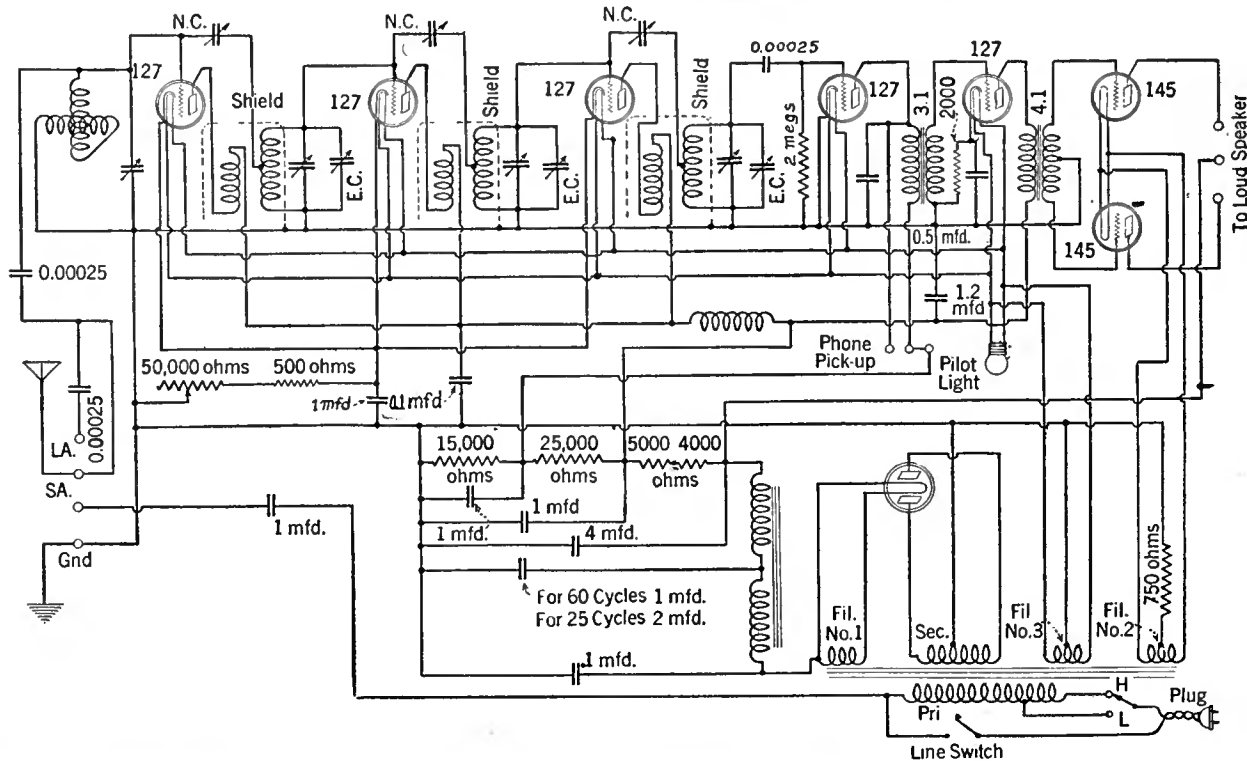 N.C.
N.C.
N.C.
127
127
127
0.00025
127
127
145
Shield
Shield
Shield
2 megs
3.1
2000
4.1
E.C.
E.C.
E.C.
145
To Loud Speaker
0.5 mfd.
0.00025
1.2
mfd
50,000 ohms
500 ohms
Phone
Pick-up
Pilot
Light
1 mfd
0.1 mfd
0.00025
LA.
15,000
ohms
25,000
ohms
5000 4000
ohms
SA.
1 mfd.
1 mfd.
1 mfd
4 mfd.
Gnd
For 60 Cycles 1 mfd.
For 25 Cycles 2 mfd.
750 ohms
Fil.
No.1
Sec.
Fil
No.3
Fil.
No.2
1 mfd.
H
Pri
L
Plug
Line Switch